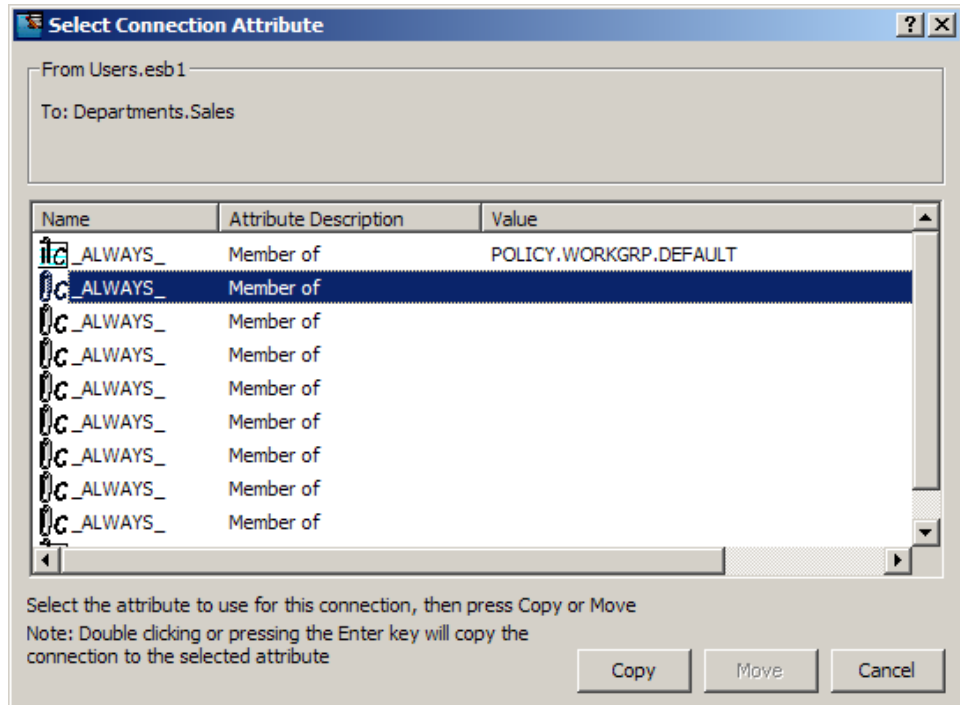 Select Connection Attribute
From Users.esb1
To: Departments.Sales
Name Attribute Description Value
_ALWAYS_ Member of POLICY.WORKGRP.DEFAULT
_ALWAYS_ Member of
_ALWAYS_ Member of
_ALWAYS_ Member of
_ALWAYS_ Member of
_ALWAYS_ Member of
_ALWAYS_ Member of
_ALWAYS_ Member of
_ALWAYS_ Member of
Select the attribute to use for this connection, then press Copy or Move
Note: Double clicking or pressing the Enter key will copy the
connection to the selected attribute
Copy Move Cancel